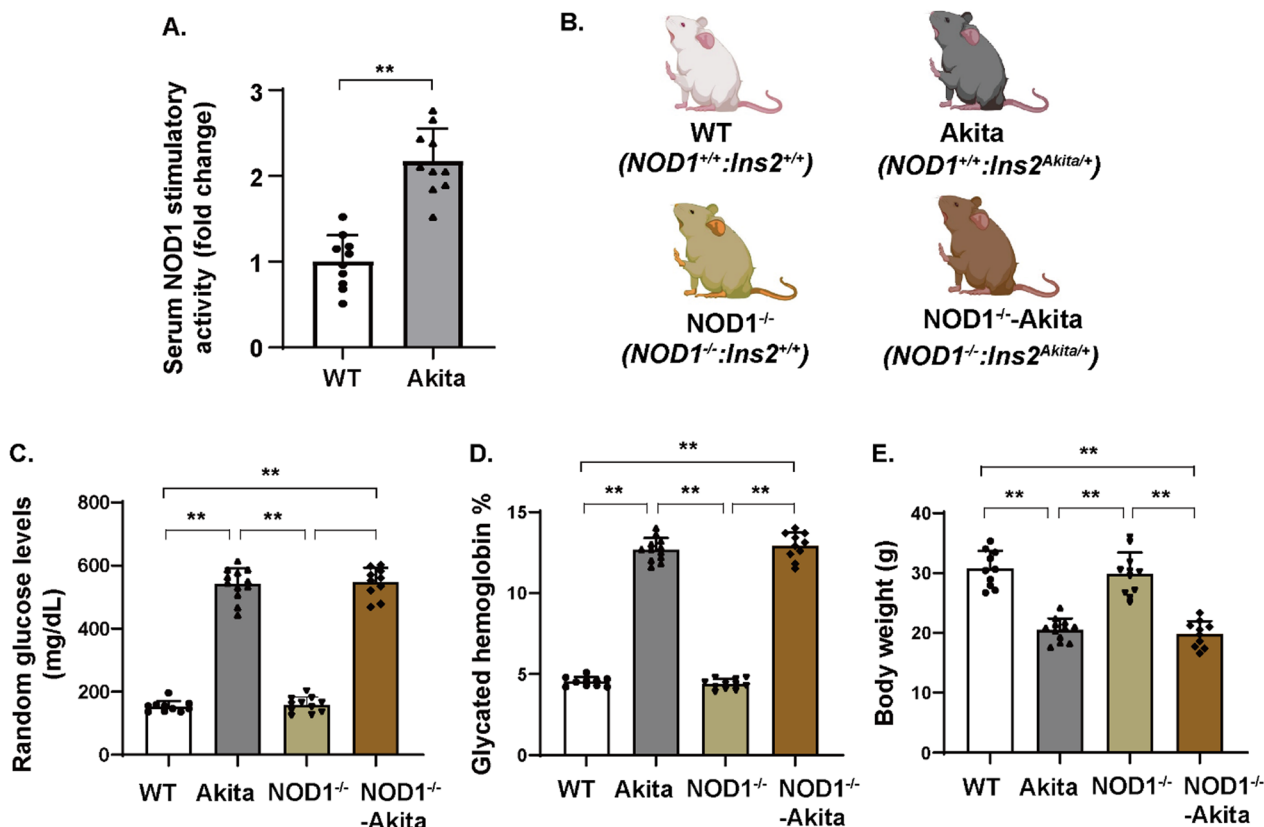 A.
Serum NOD1 stimulatory
activity (fold change)
3
2
1
0
**
WT
Akita
B.
WT
(NOD1+/+:Ins2+/+)
Akita
(NOD1+/+:Ins2Akita/+)
NOD1-/-
(NOD1-/-:Ins2+/+)
NOD1-/--Akita
(NOD1-/-:Ins2Akita/+)
C.
Random glucose levels
(mg/dL)
800
600
400
200
0
**
** **
WT Akita NOD1-/- NOD1-/-
-Akita
D.
Glycated hemoglobin %
15
10
5
0
**
** ** **
WT Akita NOD1-/- NOD1-/-
-Akita
E.
Body weight (g)
40
30
20
10
0
**
** ** **
WT Akita NOD1-/- NOD1-/-
-Akita